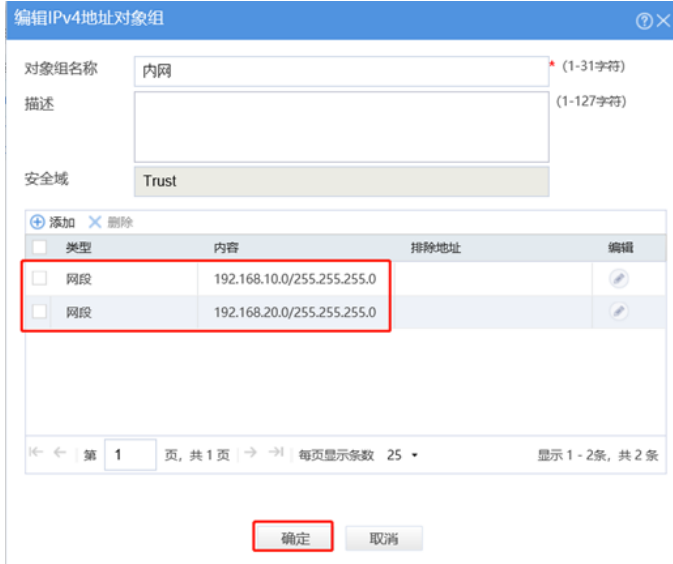 编辑IPv4地址对象组
对象组名称 内网 * (1-31字符)
描述 (1-127字符)
安全域 Trust
添加 删除
类型 内容 排除地址 编辑
网段 192.168.10.0/255.255.255.0
网段 192.168.20.0/255.255.255.0
第 1 页, 共 1 页 每页显示条数 25 显示 1 - 2条, 共 2 条
确定 取消